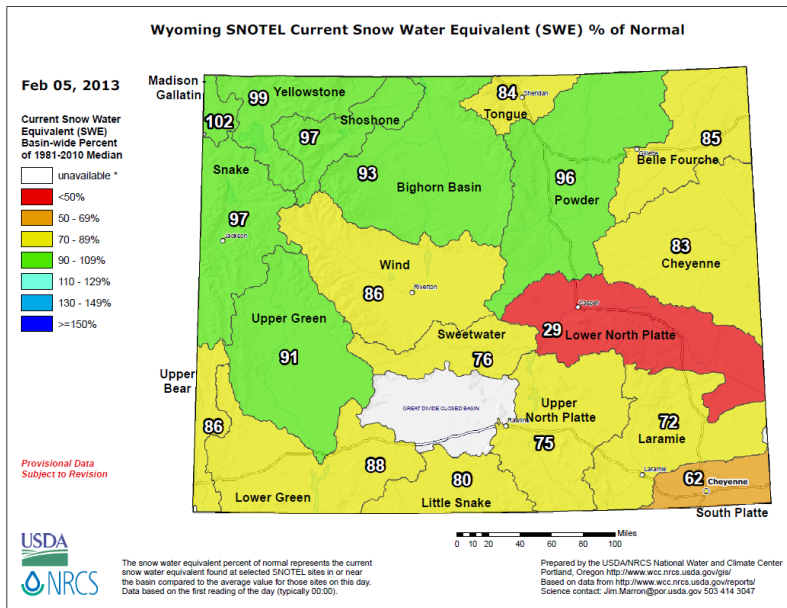 Wyoming SNOTEL Current Snow Water Equivalent (SWE) % of Normal
Feb 05, 2013
Current Snow Water
Equivalent (SWE)
Basin-wide Percent
of 1981-2010 Median
unavailable *
<50%
50 - 69%
70 - 89%
90 - 109%
110 - 129%
130 - 149%
>=150%
Provisional Data
Subject to Revision
Madison
Gallatin
102
99
Yellowstone
Shoshone
97
84
Sheridan
Tongue
85
Gillette
Belle Fourche
Snake
97
Jackson
93
Bighorn Basin
96
Powder
83
Cheyenne
Wind
86
Riverton
Casper
29
Lower North Platte
Upper Green
91
Sweetwater
76
GREAT DIVIDE CLOSED BASIN
Upper
Bear
86
Upper
North Platte
Rawlins
75
72
Laramie
88
Lower Green
80
Little Snake
Laramie
62
Cheyenne
South Platte
Miles
0 10 20 40 60 80 100
USDA
NRCS
The snow water equivalent percent of normal represents the current
snow water equivalent found at selected SNOTEL sites in or near
the basin compared to the average value for those sites on this day.
Data based on the first reading of the day (typically 00:00).
Prepared by the USDA/NRCS National Water and Climate Center
Portland, Oregon http://www.wcc.nrcs.usda.gov/gis/
Based on data from http://www.wcc.nrcs.usda.gov/reports/
Science contact: Jim.Marron@por.usda.gov 503 414 3047